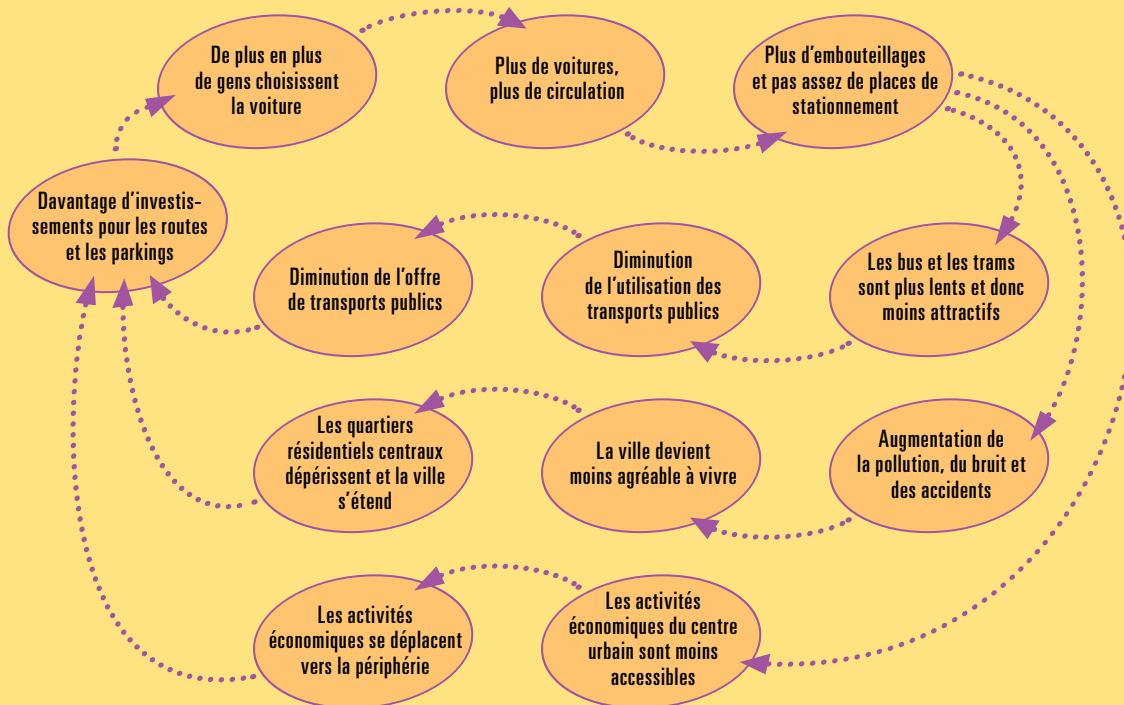 De plus en plus
de gens choisissent
la voiture
Plus de voitures,
plus de circulation
Plus d'embouteillages
et pas assez de places de
stationnement
Davantage d'investis-
sements pour les routes
et les parkings
Diminution de l'offre
de transports publics
Diminution
de l'utilisation des
transports publics
Les bus et les trams
sont plus lents et donc
moins attractifs
Les quartiers
résidentiels centraux
dépérissent et la ville
s'étend
La ville devient
moins agréable à vivre
Augmentation de
la pollution, du bruit et
des accidents
Les activités
économiques se déplacent
vers la périphérie
Les activités
économiques du centre
urbain sont moins
accessibles